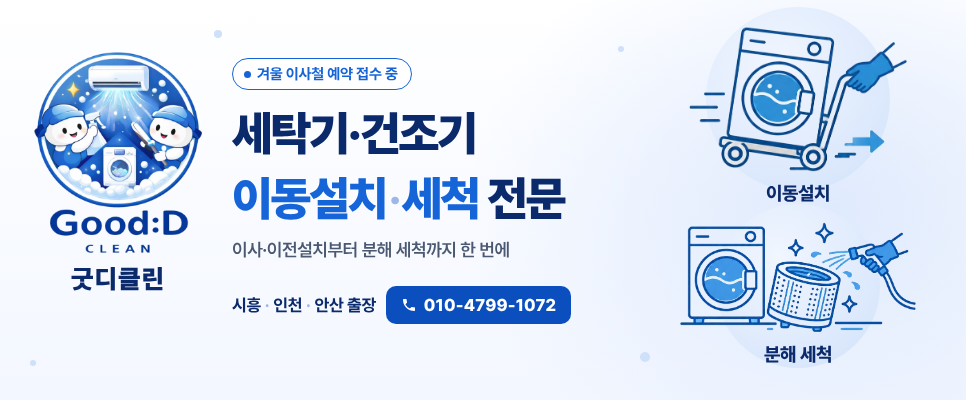 Good:D
CLEAN
굿디클린
겨울 이사철 예약 접수 중
세탁기·건조기
이동설치·세척 전문
이사·이전설치부터 분해 세척까지 한 번에
시흥 · 인천 · 안산 출장
010-4799-1072
이동설치
분해 세척